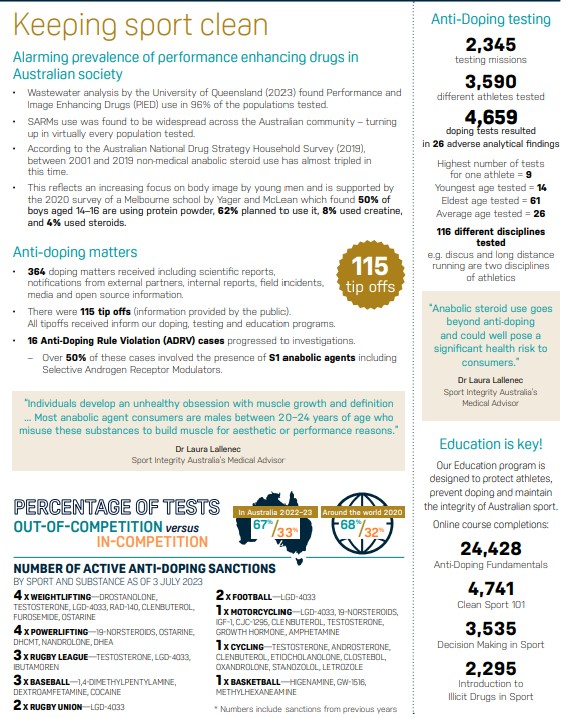 Keeping sport clean
Alarming prevalence of performance enhancing drugs in
Australian society
• Wastewater analysis by the University of Queensland (2023) found Performance and
Image Enhancing Drugs (PIED) use in 96% of the populations tested.
• SARMs use was found to be widespread across the Australian community – turning
up in virtually every population tested.
• According to the Australian National Drug Strategy Household Survey (2019),
between 2001 and 2019 non-medical anabolic steroid use has almost tripled in
this time.
• This reflects an increasing focus on body image by young men and is supported by
the 2020 survey of a Melbourne school by Yager and McLean which found 50% of
boys aged 14–16 are using protein powder, 62% planned to use it, 8% used creatine,
and 4% used steroids.
Anti-doping matters
• 364 doping matters received including scientific reports,
notifications from external partners, internal reports, field incidents,
media and open source information.
• There were 115 tip offs (information provided by the public).
All tipoffs received inform our doping, testing and education programs.
• 16 Anti-Doping Rule Violation (ADRV) cases progressed to investigations.
– Over 50% of these cases involved the presence of S1 anabolic agents including
Selective Androgen Receptor Modulators.
115
tip offs
"Individuals develop an unhealthy obsession with muscle growth and definition
... Most anabolic agent consumers are males between 20–24 years of age who
misuse these substances to build muscle for aesthetic or performance reasons."
Dr Laura Lallenec
Sport Integrity Australia's Medical Advisor
PERCENTAGE OF TESTS
OUT-OF-COMPETITION versus
IN-COMPETITION
In Australia 2022–23
67%/33%
Around the world 2020
68%/32%
NUMBER OF ACTIVE ANTI-DOPING SANCTIONS
BY SPORT AND SUBSTANCE AS OF 3 JULY 2023
4 X WEIGHTLIFTING—DROSTANOLONE,
TESTOSTERONE, LGD-4033, RAD-140, CLENBUTEROL,
FUROSEMIDE, OSTARINE
4 X POWERLIFTING—19-NORSTEROIDS, OSTARINE,
DHCMT, NANDROLONE, DHEA
3 X RUGBY LEAGUE—TESTOSTERONE, LGD-4033,
IBUTAMOREN
3 X BASEBALL—1,4-DIMETHYLPENTYLAMINE,
DEXTROAMFETAMINE, COCAINE
2 X RUGBY UNION—LGD-4033
2 X FOOTBALL—LGD-4033
1 X MOTORCYCLING—LGD-4033, 19-NORSTEROIDS,
IGF-1, CJC-1295, CLE NBUTEROL, TESTOSTERONE,
GROWTH HORMONE, AMPHETAMINE
1 X CYCLING—TESTOSTERONE, ANDROSTERONE,
CLENBUTEROL, ETIOCHOLANOLONE, CLOSTEBOL,
OXANDROLONE, STANOZOLOL, LETROZOLE
1 X BASKETBALL—HIGENAMINE, GW-1516,
METHYLHEXANEAMINE
* Numbers include sanctions from previous years
Anti-Doping testing
2,345
testing missions
3,590
different athletes tested
4,659
doping tests resulted
in 26 adverse analytical findings
Highest number of tests
for one athlete = 9
Youngest age tested = 14
Eldest age tested = 61
Average age tested = 26
116 different disciplines
tested
e.g. discus and long distance
running are two disciplines
of athletics
"Anabolic steroid use goes
beyond anti-doping
and could well pose a
significant health risk to
consumers."
Dr Laura Lallenec
Sport Integrity Australia's
Medical Advisor
Education is key!
Our Education program is
designed to protect athletes,
prevent doping and maintain
the integrity of Australian sport.
Online course completions:
24,428
Anti-Doping Fundamentals
4,741
Clean Sport 101
3,535
Decision Making in Sport
2,295
Introduction to
Illicit Drugs in Sport